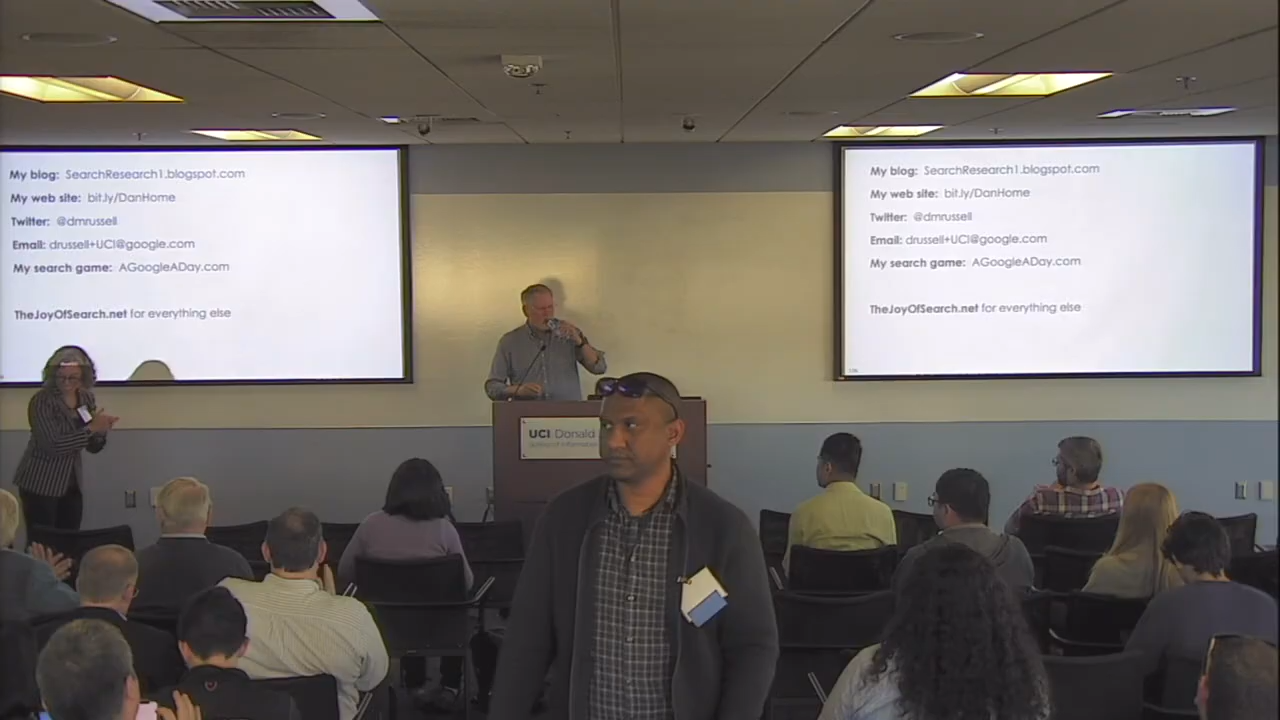 My blog: SearchResearch1.blogspot.com
My web site: bit.ly/DanHome
Twitter: @dmrussell
Email: drussell+UCI@google.com
My search game: AGoogleADay.com
TheJoyOfSearch.net for everything else
My blog: SearchResearch1.blogspot.com
My web site: bit.ly/DanHome
Twitter: @dmrussell
Email: drussell+UCI@google.com
My search game: AGoogleADay.com
TheJoyOfSearch.net for everything else
UCI Donald
School of Information